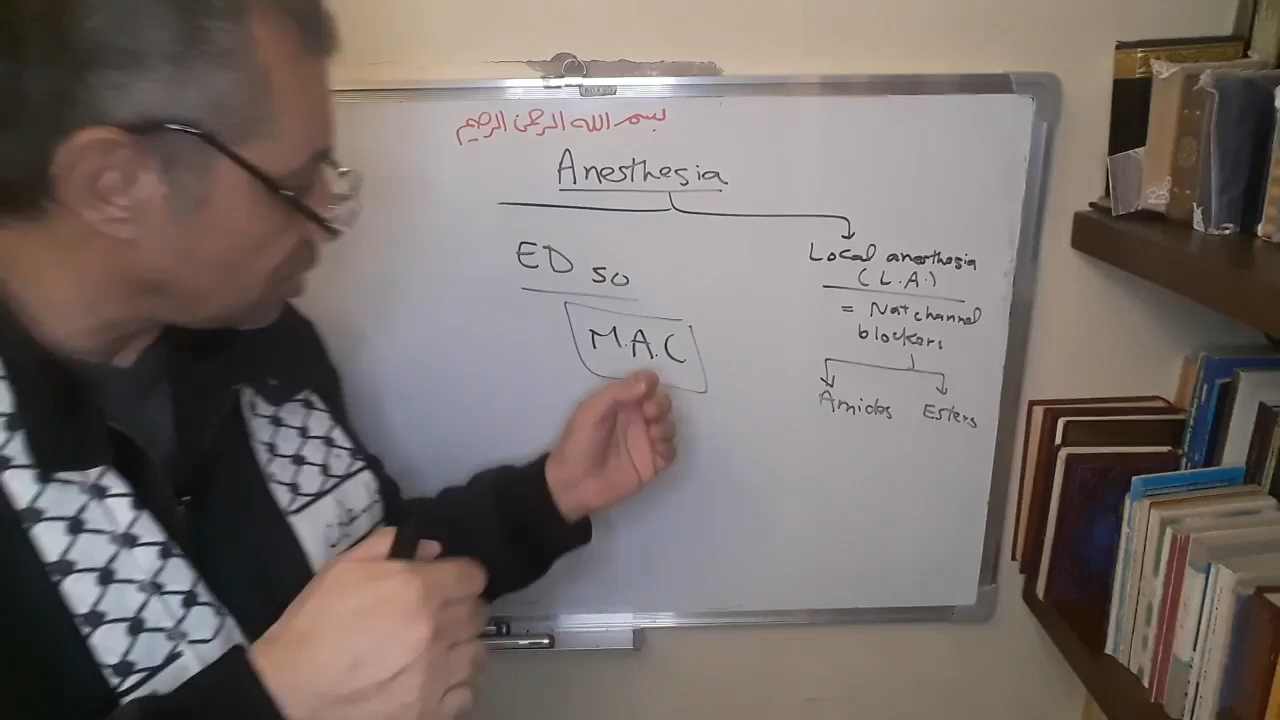 بسم الله الرحمن الرحيم
Anesthesia
ED 50
M.A.C
Local anesthesia
(L.A.)
= Na+ channel
blockers
Amides
Esters